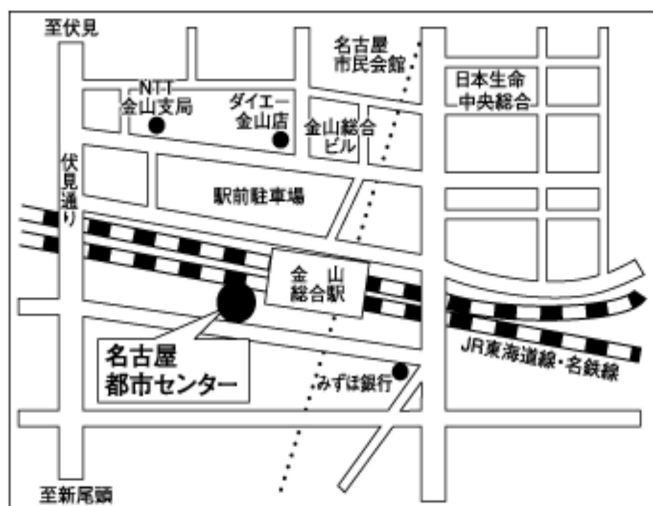 至伏見
名古屋
市民会館
日本生命
中央総合
NTT
金山支局
ダイエー
金山店
金山総合
ビル
伏見通り
駅前駐車場
金山
総合駅
名古屋
都市センター
みずほ銀行
JR東海道線・名鉄線
至新尾頭